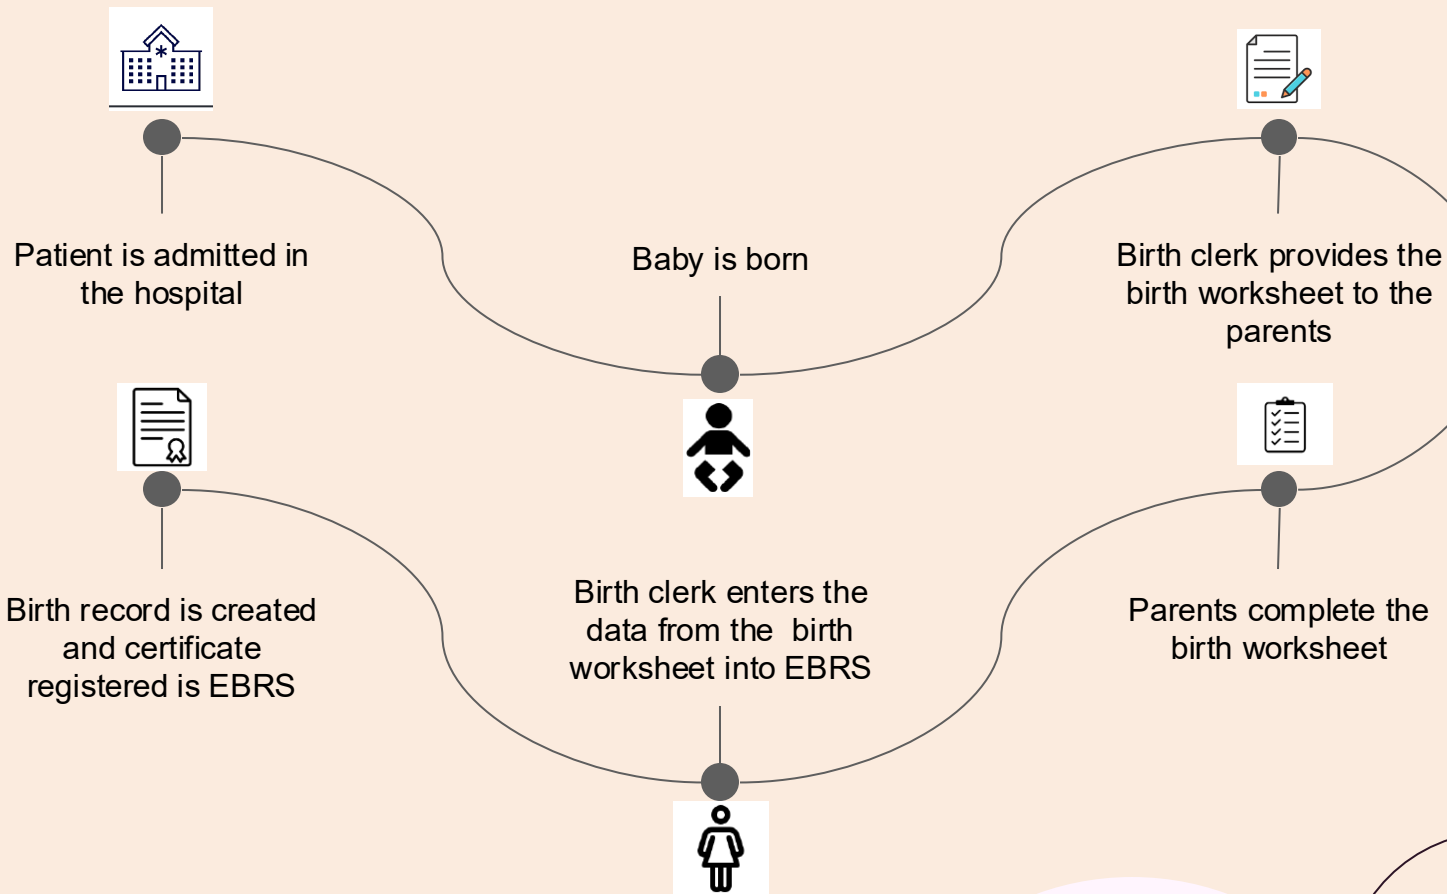 Patient is admitted in
the hospital
Baby is born
Birth clerk provides the
birth worksheet to the
parents
Parents complete the
birth worksheet
Birth clerk enters the
data from the  birth
worksheet into EBRS
Birth record is created
and certificate
registered is EBRS